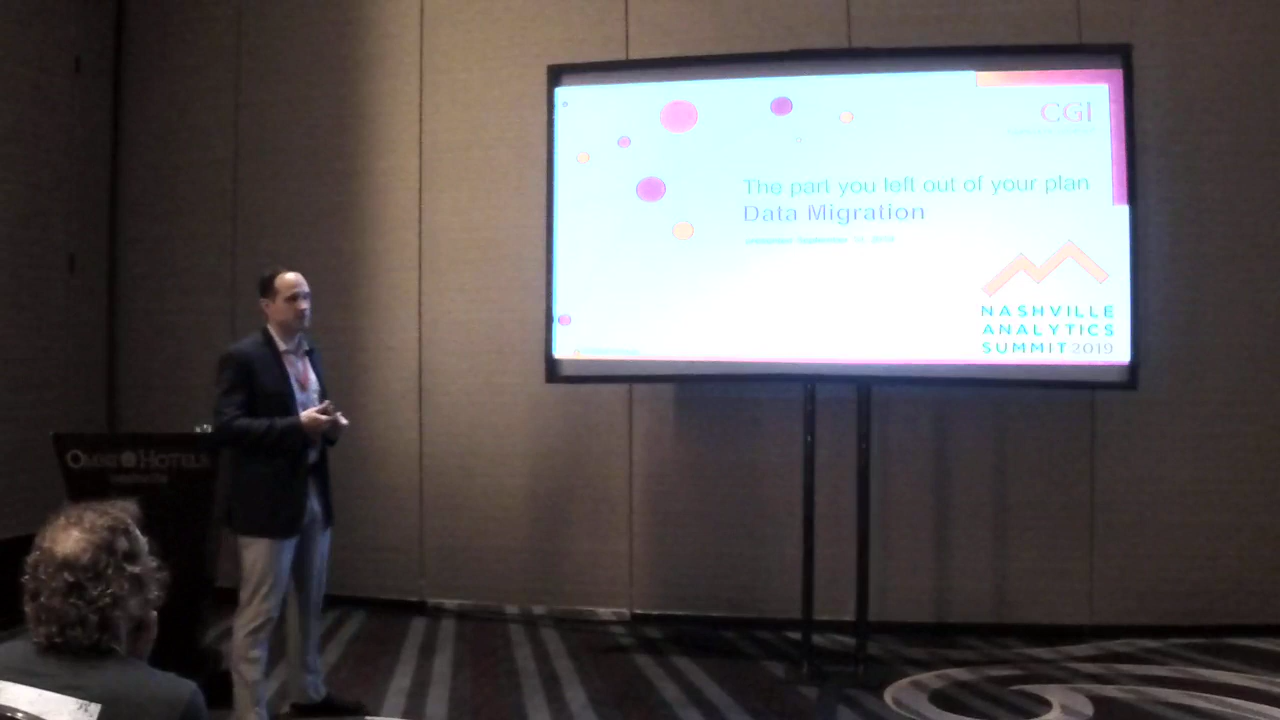 CGI
The part you left out of your plan
Data Migration
NASHVILLE
ANALYTICS
SUMMIT 2019
OMNI HOTELS